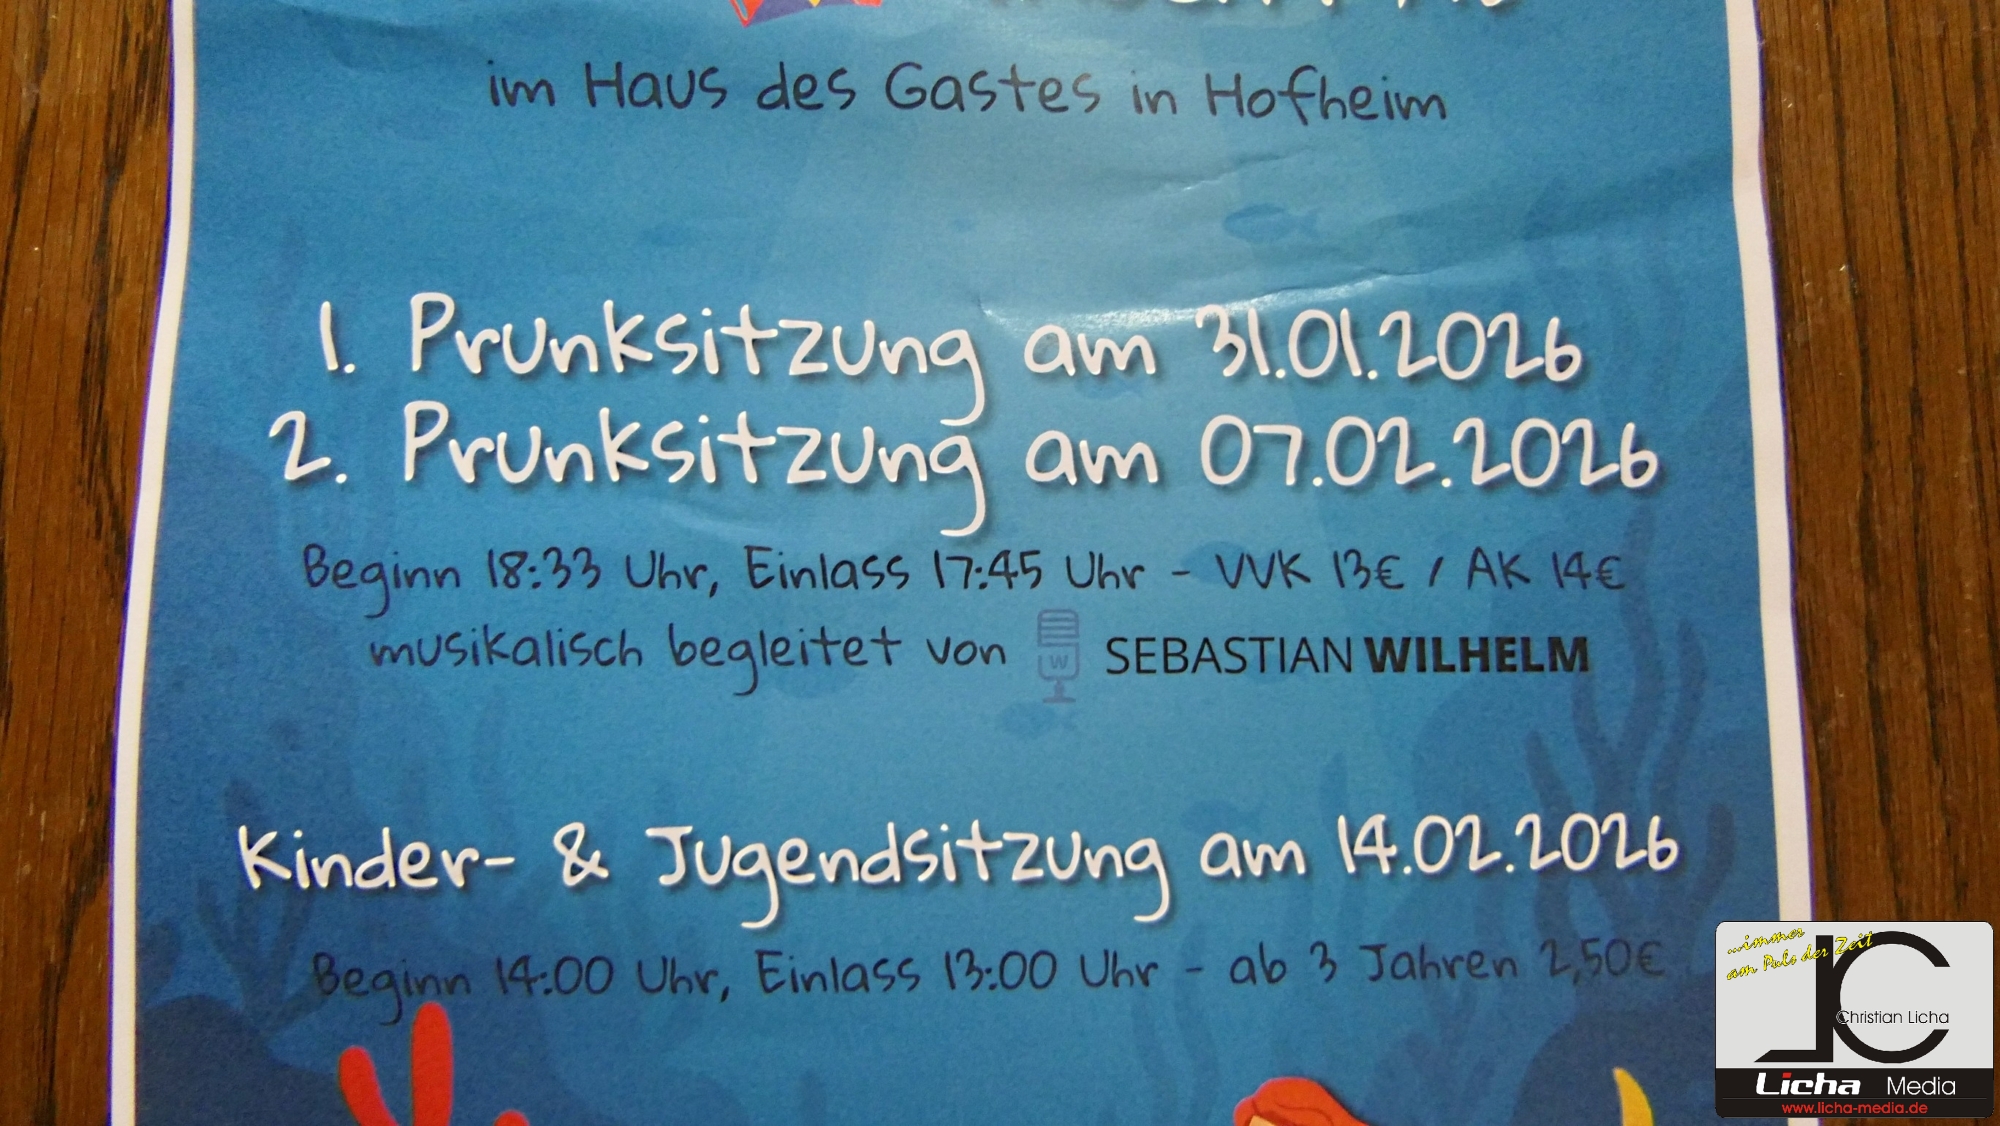 im Haus des Gastes in Hofheim
1. Prunksitzung am 31.01.2026
2. Prunksitzung am 07.02.2026
Beginn 18:33 Uhr, Einlass 17:45 Uhr - VVK 13€ / AK 14€
musikalisch begleitet von W SEBASTIAN WILHELM
Kinder- & Jugendsitzung am 14.02.2026
Beginn 14:00 Uhr, Einlass 13:00 Uhr - ab 3 Jahren 2,50€
...immer
am Puls der Zeit
LC
Christian Licha
Licha Media
www.licha-media.de